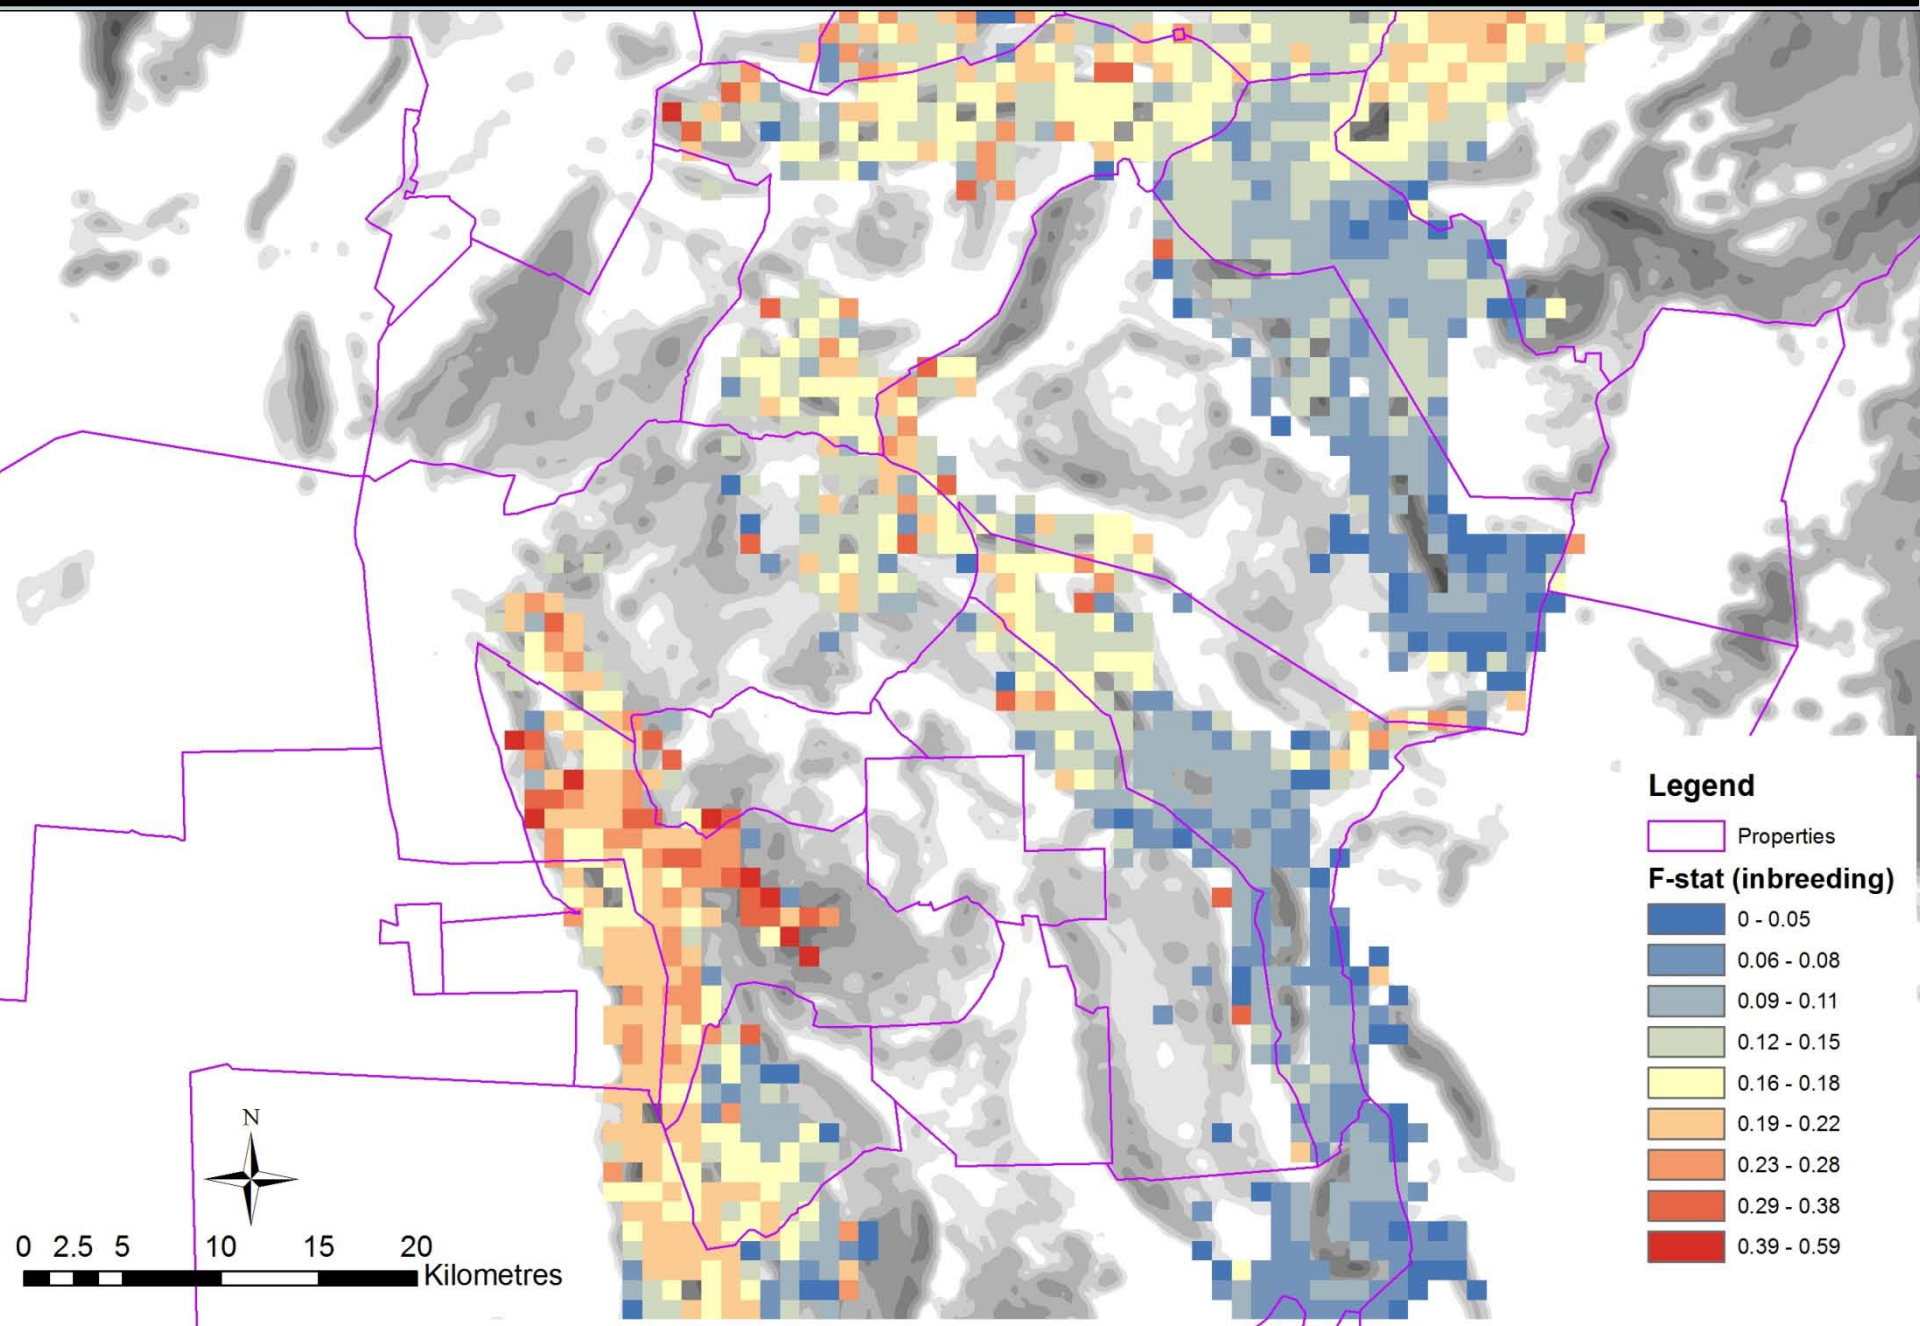 Legend
Properties
F-stat (inbreeding)
0 - 0.05
0.06 - 0.08
0.09 - 0.11
0.12 - 0.15
0.16 - 0.18
0.19 - 0.22
0.23 - 0.28
0.29 - 0.38
0.39 - 0.59
N
0 2.5 5 10 15 20
Kilometres